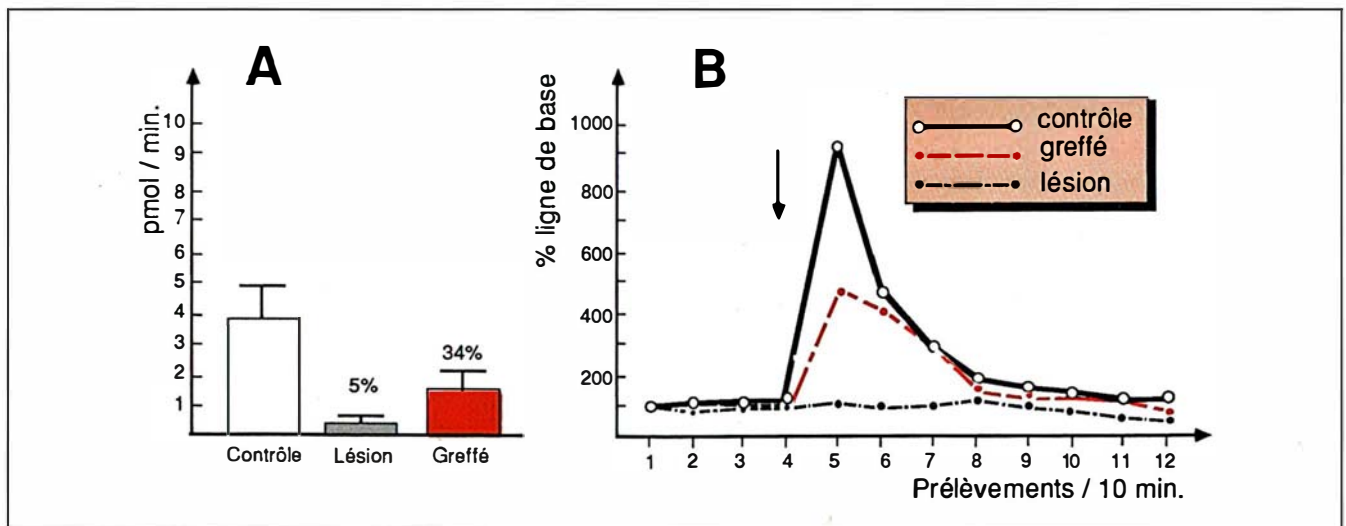 A
pmol / min.
10
9
8
7
6
5
4
3
2
1
5%
34%
Contrôle
Lésion
Greffé
B
% ligne de base
1000
800
600
400
200
contrôle
greffé
lésion
1 2 3 4 5 6 7 8 9 10 11 12
Prélèvements / 10 min.